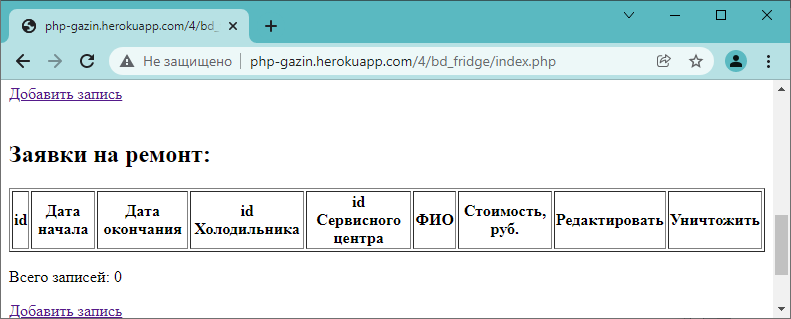 php-gazin.herokuapp.com/4/bd_
Не защищено php-gazin.herokuapp.com/4/bd_fridge/index.php
Добавить запись
Заявки на ремонт:
id Дата начала Дата окончания id Холодильника id Сервисного центра ФИО Стоимость, руб. Редактировать Уничтожить
Всего записей: 0
Добавить запись